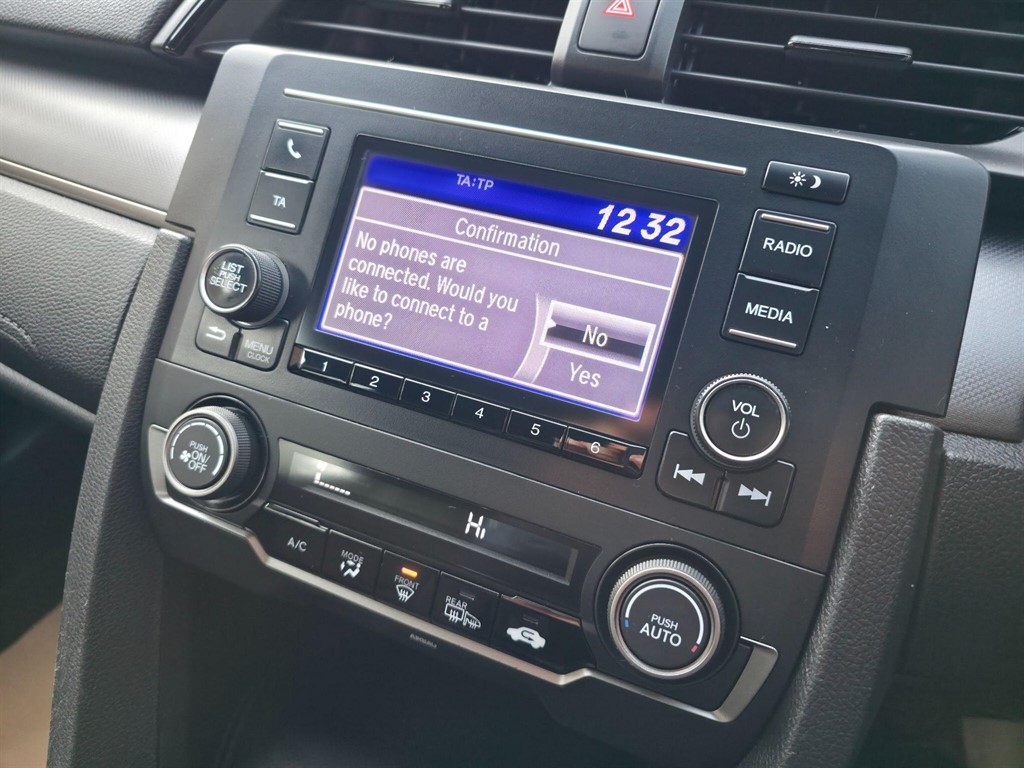 TA:TP
12 32
Confirmation
No phones are
connected. Would you
like to connect to a
phone?
No
Yes
TA
LIST
PUSH
SELECT
MENU
CLOCK
RADIO
MEDIA
VOL
1 2 3 4 5 6
PUSH
ON/
OFF
Hi
A/C
MODE
FRONT
REAR
PUSH
AUTO